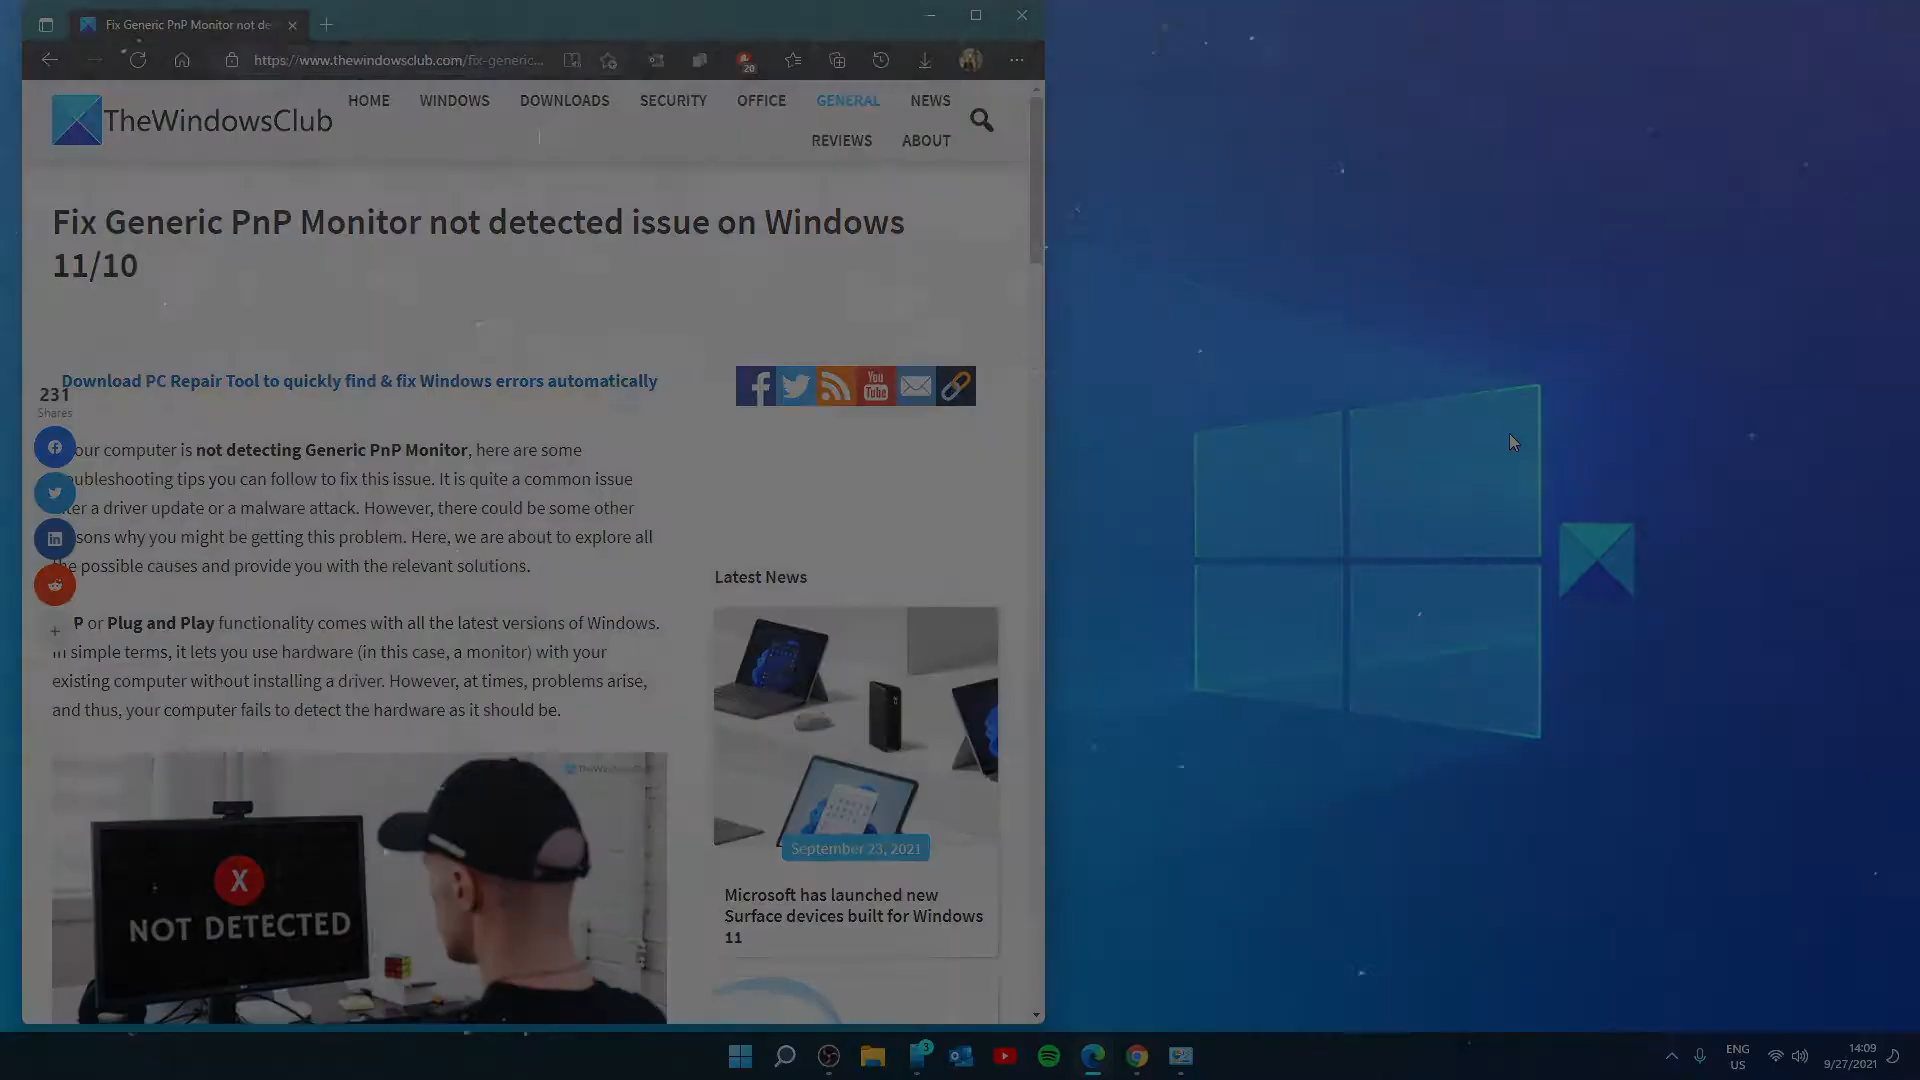 Fix Generic PnP Monitor not de
https://www.thewindowsclub.com/fix-generic...
20
TheWindowsClub
HOME WINDOWS DOWNLOADS SECURITY OFFICE GENERAL NEWS
REVIEWS ABOUT
Fix Generic PnP Monitor not detected issue on Windows
11/10
Download PC Repair Tool to quickly find & fix Windows errors automatically
231
Shares
our computer is not detecting Generic PnP Monitor, here are some
oubleshooting tips you can follow to fix this issue. It is quite a common issue
ter a driver update or a malware attack. However, there could be some other
sons why you might be getting this problem. Here, we are about to explore all
he possible causes and provide you with the relevant solutions.
P or Plug and Play functionality comes with all the latest versions of Windows.
In simple terms, it lets you use hardware (in this case, a monitor) with your
existing computer without installing a driver. However, at times, problems arise,
and thus, your computer fails to detect the hardware as it should be.
TheWindowsClub
X
NOT DETECTED
You
Tube
Latest News
September 23, 2021
Microsoft has launched new
Surface devices built for Windows
11
3
ENG
US
14:09
9/27/2021